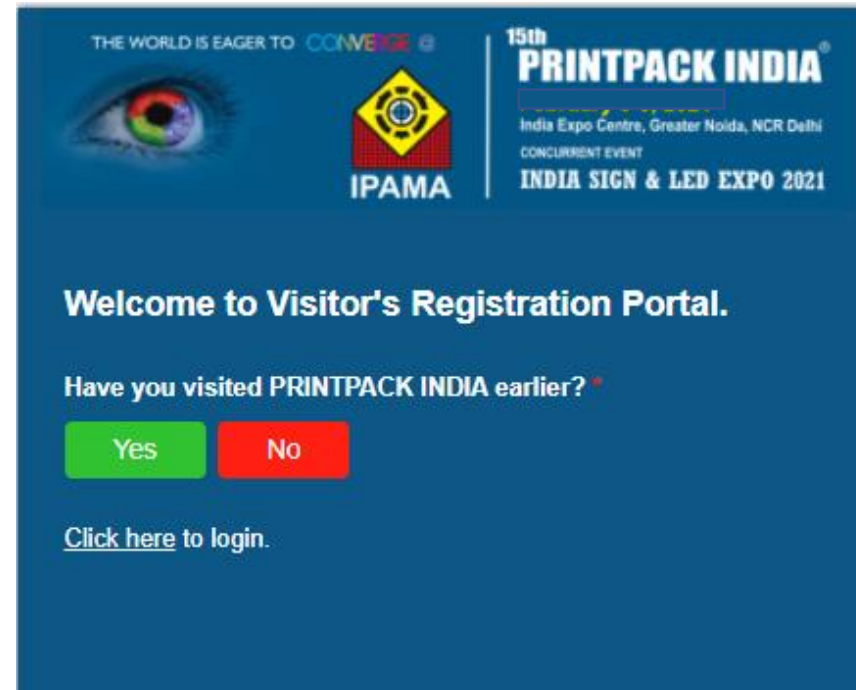 THE WORLD IS EAGER TO CONVERGE @
IPAMA
15th
PRINTPACK INDIA®
India Expo Centre, Greater Noida, NCR Delhi
CONCURRENT EVENT
INDIA SIGN & LED EXPO 2021
Welcome to Visitor's Registration Portal.
Have you visited PRINTPACK INDIA earlier? *
Yes No
Click here to login.